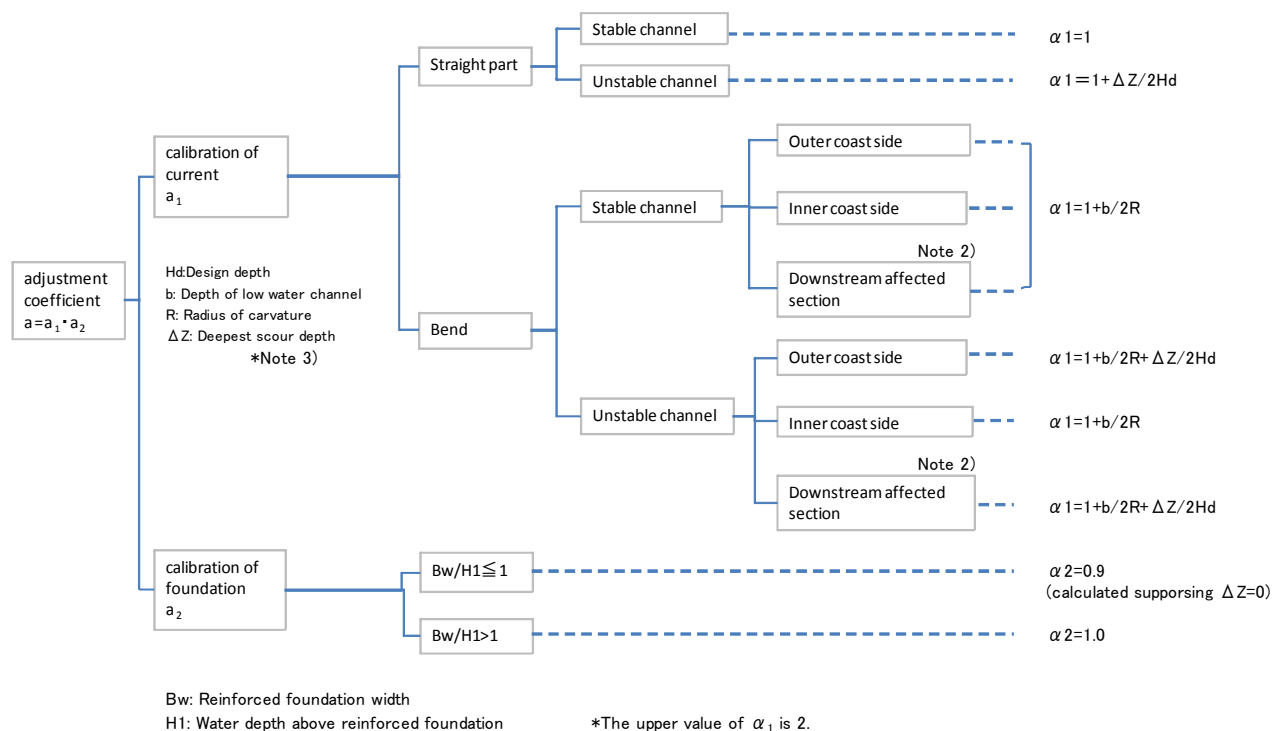 Stable channel
α1=1
Straight part
Unstable channel
α1=1+ΔZ/2Hd
calibration of
current
a₁
Outer coast side
Stable channel
Inner coast side
α1=1+b/2R
Note 2)
Downstream affected
section
adjustment
coefficient
a=a₁・a₂
Hd:Design depth
b: Depth of low water channel
R: Radius of carvature
ΔZ: Deepest scour depth
*Note 3)
Bend
Outer coast side
α1=1+b/2R+ΔZ/2Hd
Unstable channel
Inner coast side
α1=1+b/2R
Note 2)
Downstream affected
section
α1=1+b/2R+ΔZ/2Hd
calibration of
foundation
a₂
Bw/H1≦1
α2=0.9
(calculated supporsing ΔZ=0)
Bw/H1>1
α2=1.0
Bw: Reinforced foundation width
H1: Water depth above reinforced foundation
*The upper value of α₁ is 2.